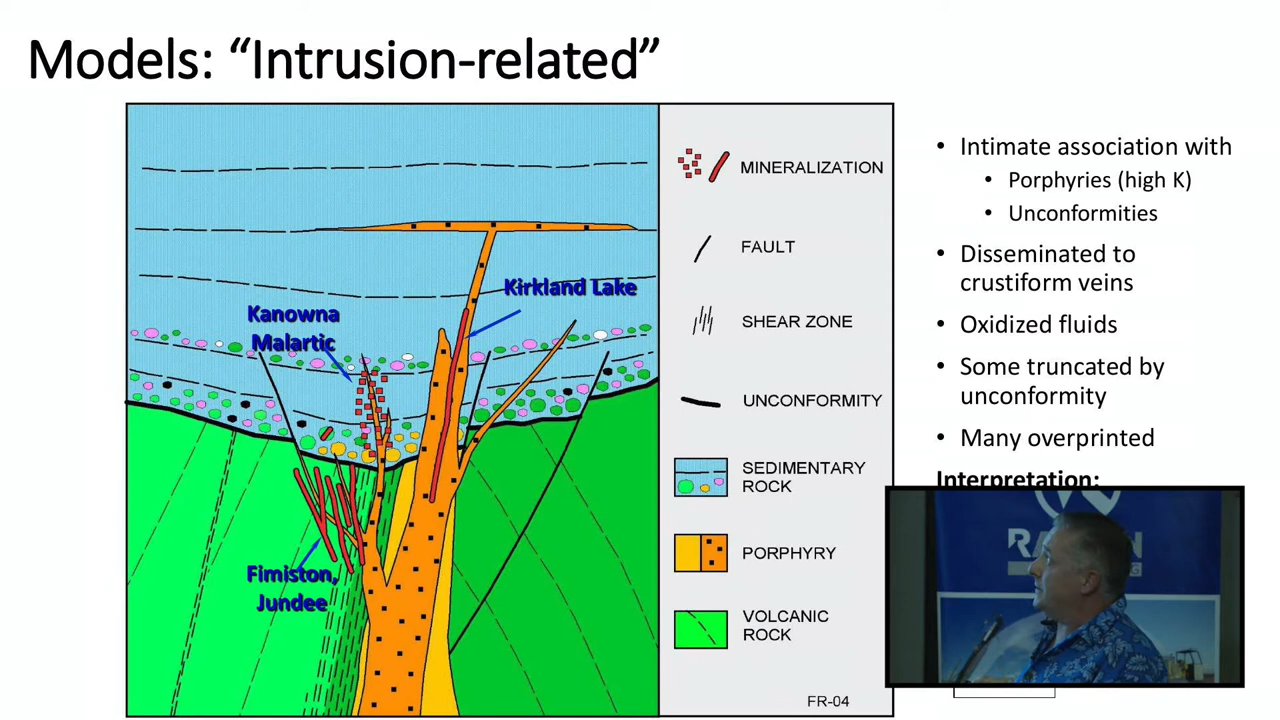 Models: “Intrusion-related”
Kirkland Lake
Kanowna
Malartic
Fimiston,
Jundee
MINERALIZATION
FAULT
SHEAR ZONE
UNCONFORMITY
SEDIMENTARY
ROCK
PORPHYRY
VOLCANIC
ROCK
FR-04
• Intimate association with
• Porphyries (high K)
• Unconformities
• Disseminated to
crustiform veins
• Oxidized fluids
• Some truncated by
unconformity
• Many overprinted
Interpretation: